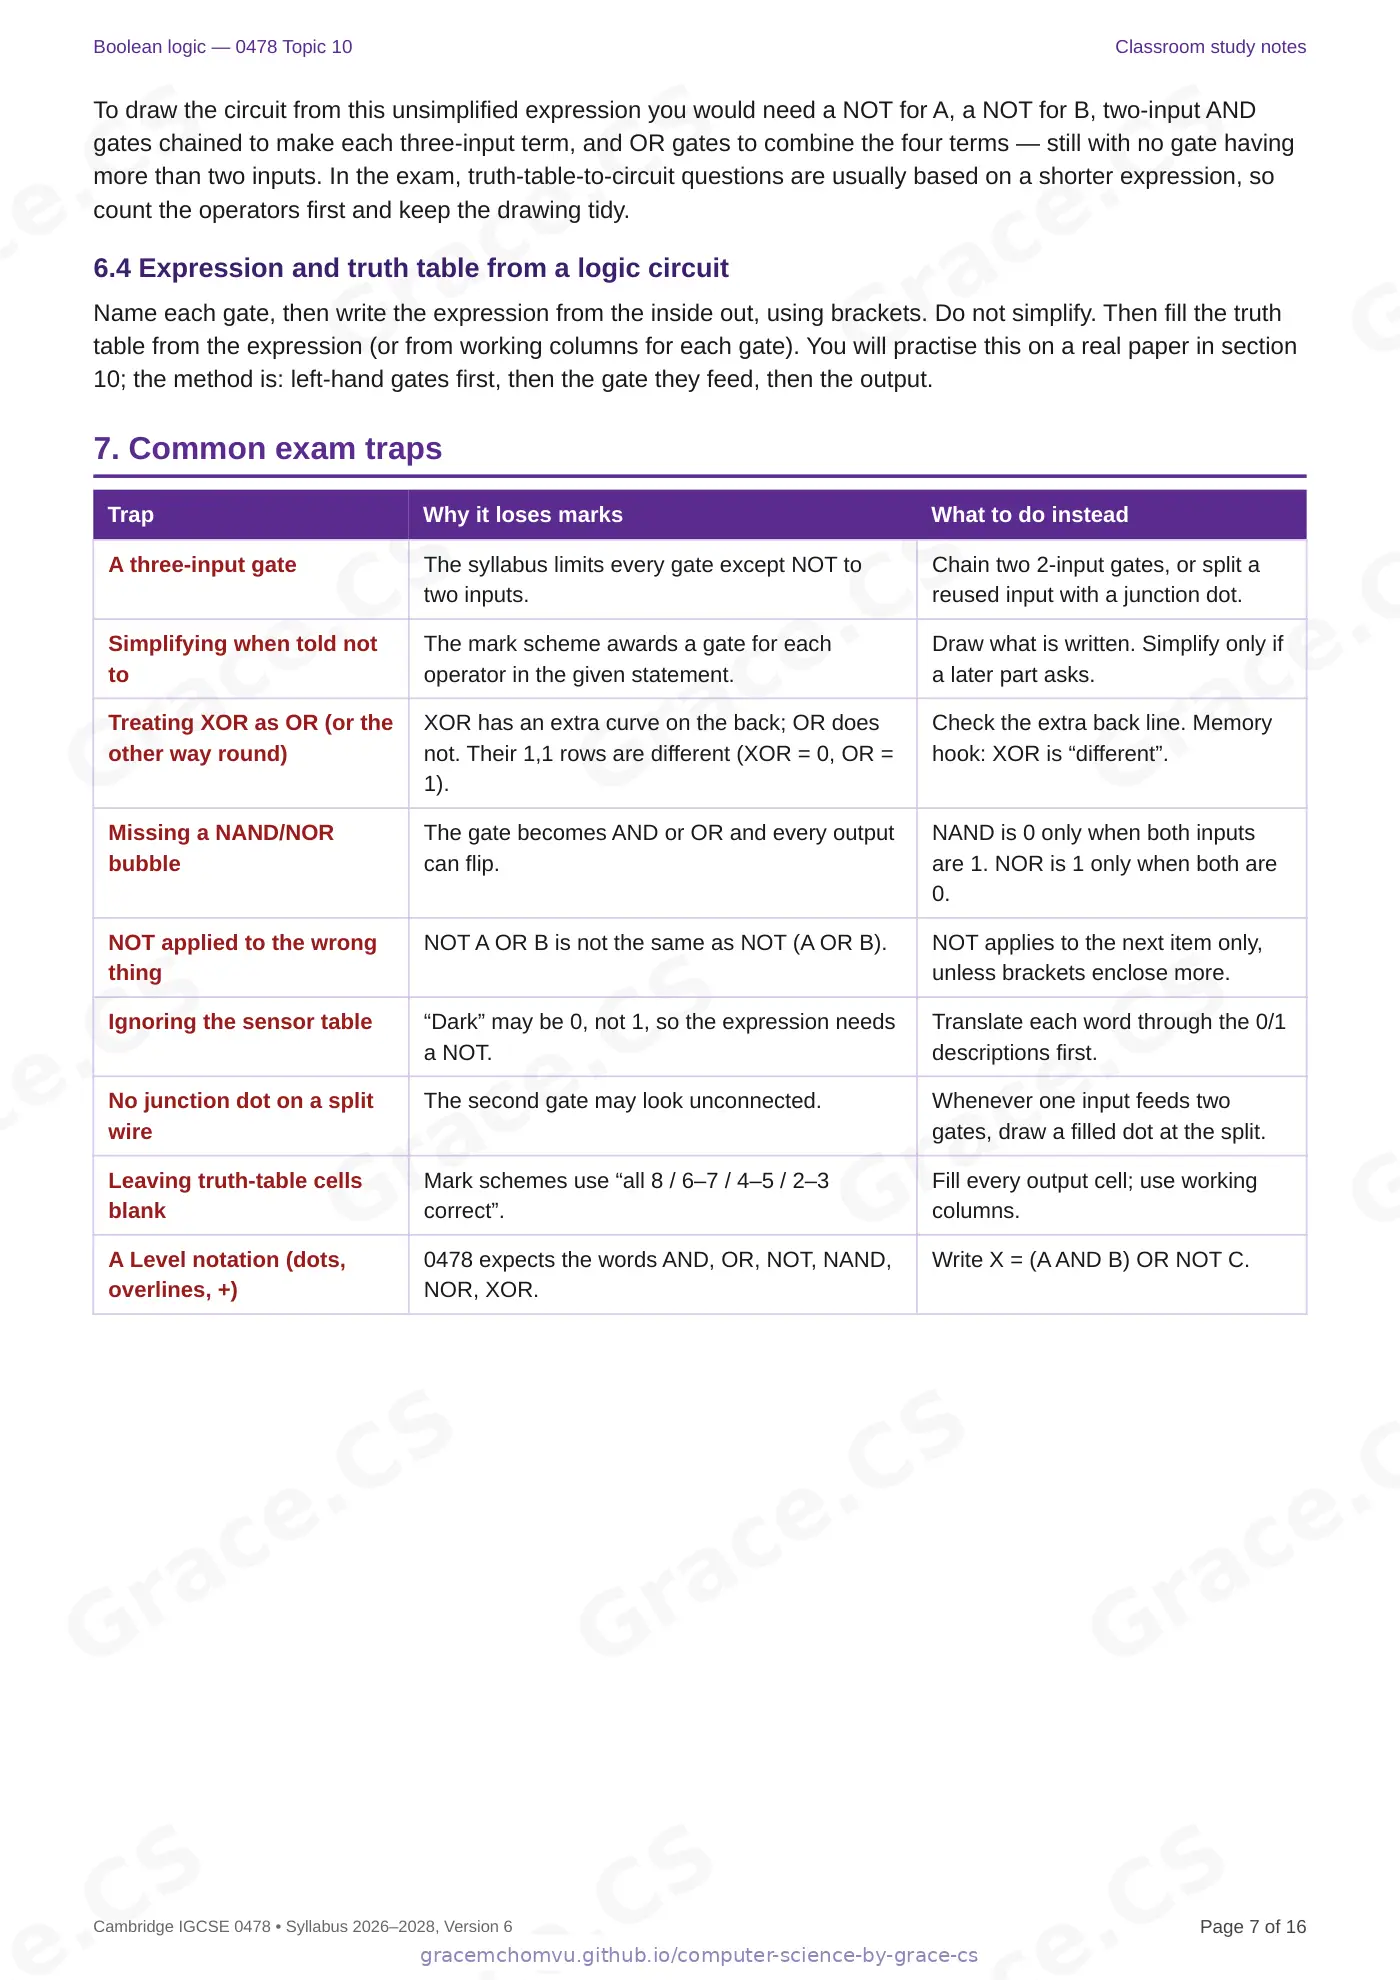 Boolean logic — 0478 Topic 10
Classroom study notes
To draw the circuit from this unsimplified expression you would need a NOT for A, a NOT for B, two-input AND
gates chained to make each three-input term, and OR gates to combine the four terms — still with no gate having
more than two inputs. In the exam, truth-table-to-circuit questions are usually based on a shorter expression, so
count the operators first and keep the drawing tidy.
6.4 Expression and truth table from a logic circuit
Name each gate, then write the expression from the inside out, using brackets. Do not simplify. Then fill the truth
table from the expression (or from working columns for each gate). You will practise this on a real paper in section
10; the method is: left-hand gates first, then the gate they feed, then the output.
7. Common exam traps
Trap
Why it loses marks
What to do instead
A three-input gate
The syllabus limits every gate except NOT to
two inputs.
Chain two 2-input gates, or split a
reused input with a junction dot.
Simplifying when told not
to
The mark scheme awards a gate for each
operator in the given statement.
Draw what is written. Simplify only if
a later part asks.
Treating XOR as OR (or the
other way round)
XOR has an extra curve on the back; OR does
not. Their 1,1 rows are different (XOR = 0, OR =
1).
Check the extra back line. Memory
hook: XOR is “different”.
Missing a NAND/NOR
bubble
The gate becomes AND or OR and every output
can flip.
NAND is 0 only when both inputs
are 1. NOR is 1 only when both are
0.
NOT applied to the wrong
thing
NOT A OR B is not the same as NOT (A OR B).
NOT applies to the next item only,
unless brackets enclose more.
Ignoring the sensor table
“Dark” may be 0, not 1, so the expression needs
a NOT.
Translate each word through the 0/1
descriptions first.
No junction dot on a split
wire
The second gate may look unconnected.
Whenever one input feeds two
gates, draw a filled dot at the split.
Leaving truth-table cells
blank
Mark schemes use “all 8 / 6–7 / 4–5 / 2–3
correct”.
Fill every output cell; use working
columns.
A Level notation (dots,
overlines, +)
0478 expects the words AND, OR, NOT, NAND,
NOR, XOR.
Write X = (A AND B) OR NOT C.
Grace.CS
Grace.CS
Grace.CS
Cambridge IGCSE 0478 • Syllabus 2026–2028, Version 6
Page 7 of 16
gracemchomvu.github.io/computer-science-by-grace-cs